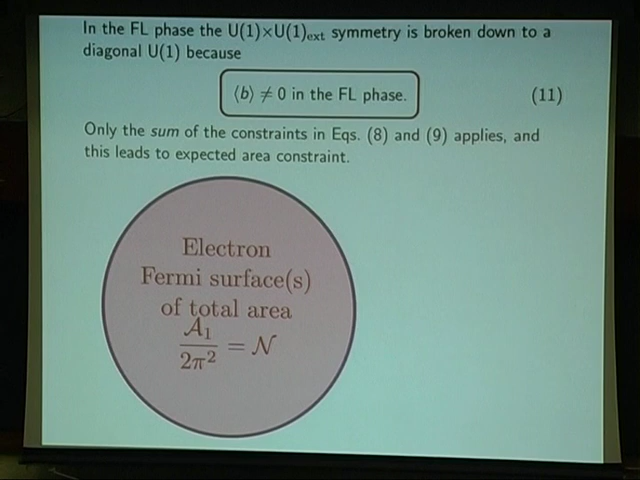 In the FL phase the U(1)×U(1)ext symmetry is broken down to a
diagonal U(1) because
⟨b⟩ ≠ 0 in the FL phase. (11)
Only the sum of the constraints in Eqs. (8) and (9) applies, and
this leads to expected area constraint.
Electron
Fermi surface(s)
of total area
A₁/2π² = N